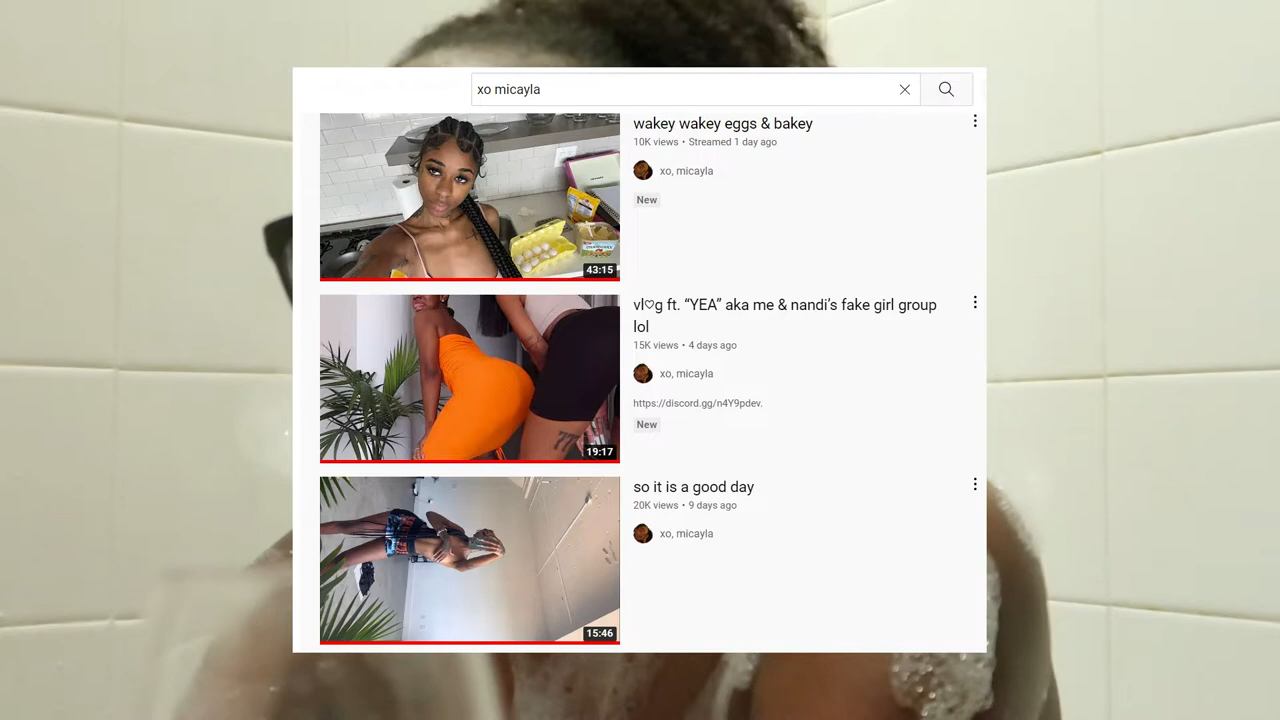 xo micayla
wakey wakey eggs & bakey
10K views • Streamed 1 day ago
xo, micayla
New
43:15
vl♡g ft. “YEA” aka me & nandi’s fake girl group
lol
15K views • 4 days ago
xo, micayla
https://discord.gg/n4Y9pdev.
New
777
19:17
so it is a good day
20K views • 9 days ago
xo, micayla
15:46